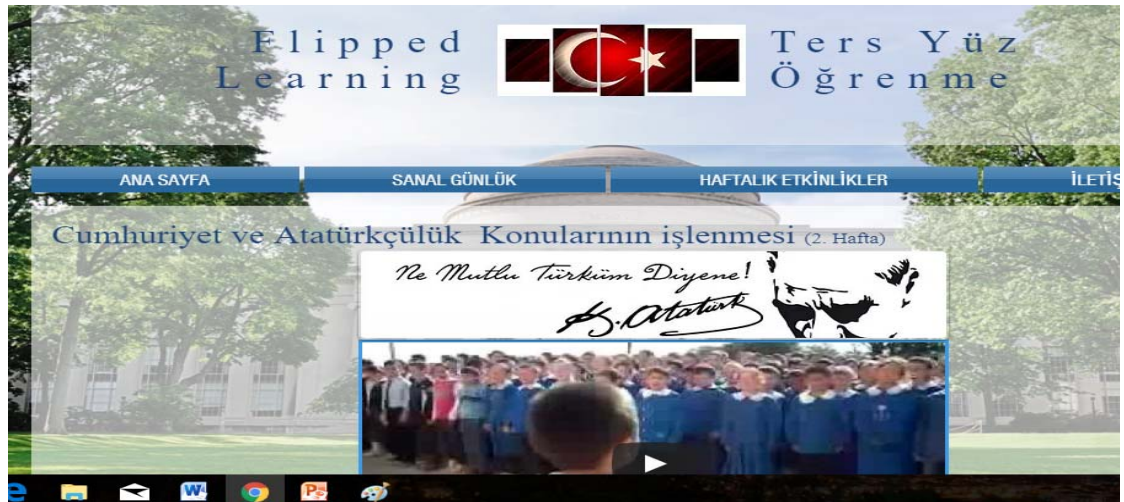 Flipped Learning
Ters Yüz Öğrenme
ANA SAYFA
SANAL GÜNLÜK
HAFTALIK ETKİNLİKLER
İLETİŞ
Cumhuriyet ve Atatürkçülük Konularının işlenmesi (2. Hafta)
Ne Mutlu Türküm Diyene!
K. Atatürk